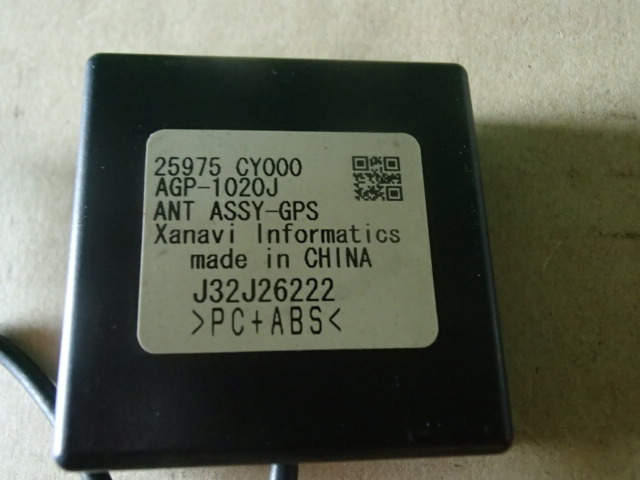 25975 CY000
AGP-1020J
ANT ASSY-GPS
Xanavi Informatics
made in CHINA
J32J26222
>PC+ABS<